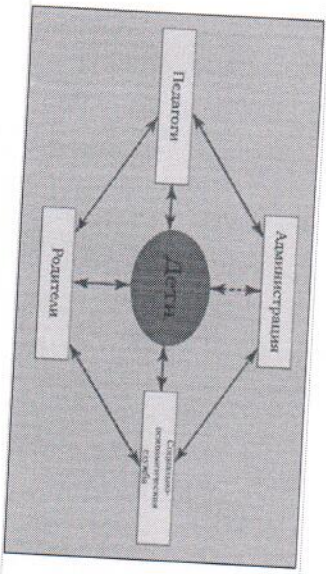 Администрация
Педагоги
Дети
Социально-
психологическая
служба
Родители